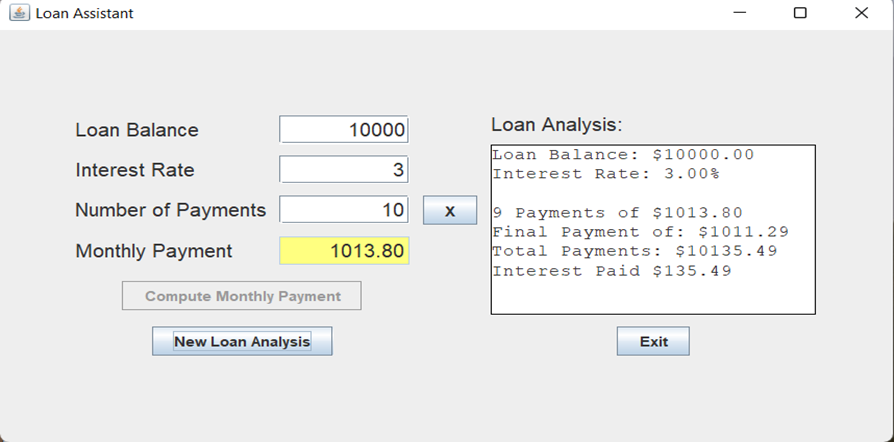 Loan Assistant
Loan Balance 10000
Interest Rate 3
Number of Payments 10 X
Monthly Payment 1013.80
Compute Monthly Payment
New Loan Analysis
Loan Analysis:
Loan Balance: $10000.00
Interest Rate: 3.00%
9 Payments of $1013.80
Final Payment of: $1011.29
Total Payments: $10135.49
Interest Paid $135.49
Exit